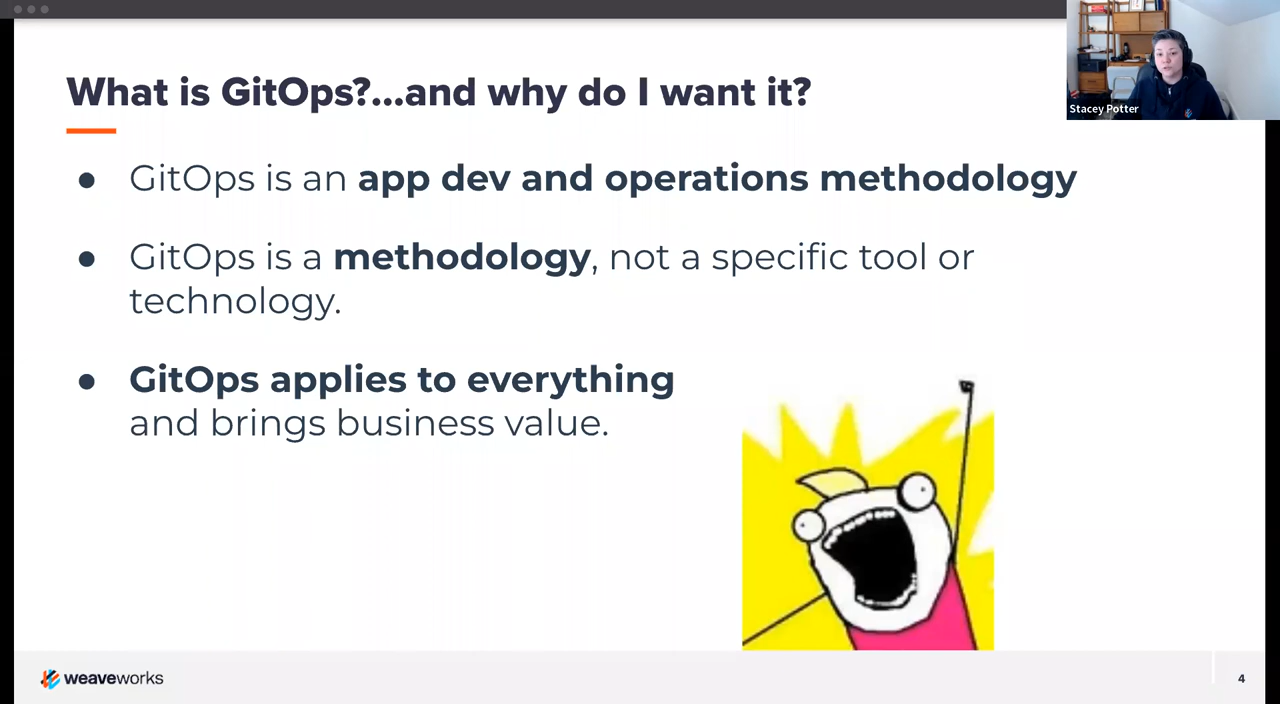 What is GitOps?...and why do I want it?
Stacey Potter
● GitOps is an app dev and operations methodology
● GitOps is a methodology, not a specific tool or
technology.
● GitOps applies to everything
and brings business value.
weaveworks
4